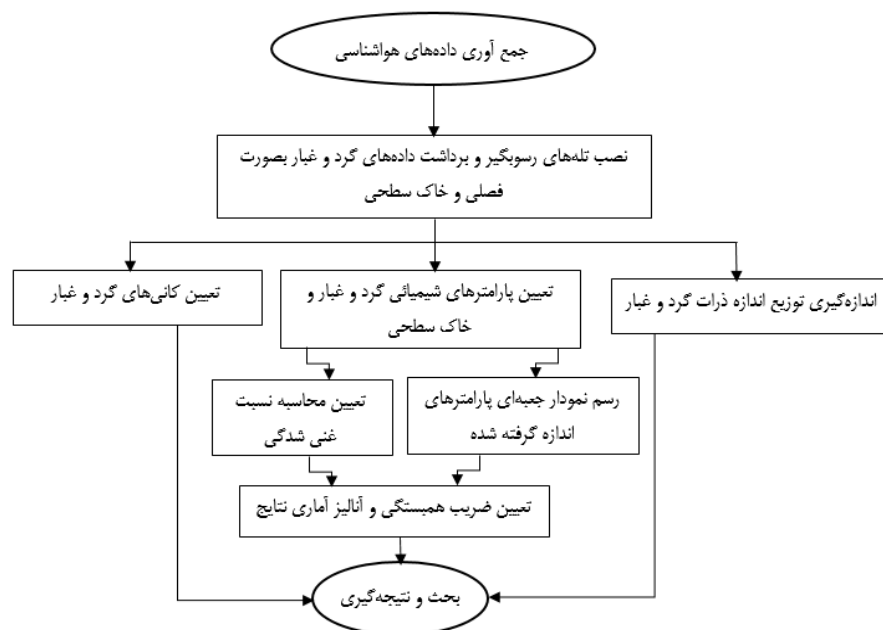 جمع آوری داده‌های هواشناسی
نصب تله‌های رسوبگیر و برداشت داده‌های گرد و غبار بصورت
فصلی و خاک سطحی
اندازه‌گیری توزیع اندازه ذرات گرد و غبار
تعیین پارامترهای شیمیائی گرد و غبار و
خاک سطحی
تعیین کانی‌های گرد و غبار
رسم نمودار جعبه‌ای پارامترهای
اندازه گرفته شده
تعیین محاسبه نسبت
غنی شدگی
تعیین ضریب همبستگی و آنالیز آماری نتایج
بحث و نتیجه‌گیری